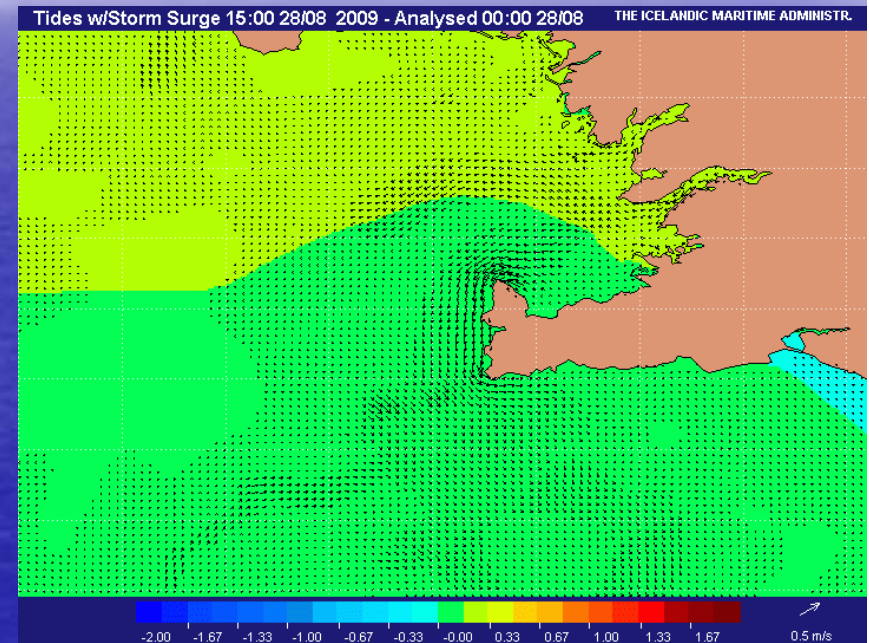 Tides w/Storm Surge 15:00 28/08 2009 - Analysed 00:00 28/08 THE ICELANDIC MARITIME ADMINISTR.
-2.00 -1.67 -1.33 -1.00 -0.67 -0.33 -0.00 0.33 0.67 1.00 1.33 1.67 0.5 m/s